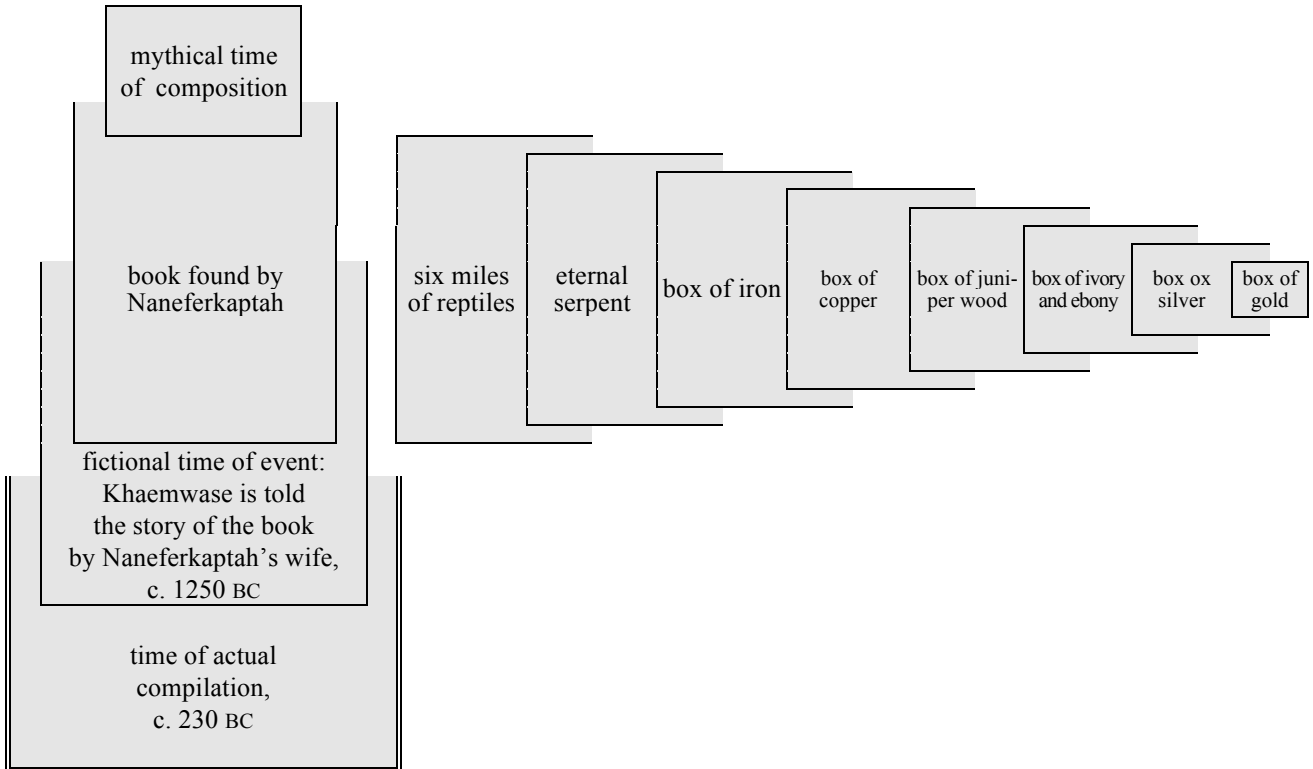 mythical time
of composition
book found by
Naneferkaptah
fictional time of event:
Khaemwase is told
the story of the book
by Naneferkaptah's wife,
c. 1250 BC
time of actual
compilation,
c. 230 BC
six miles
of reptiles
eternal
serpent
box of iron
box of
copper
box of juni-
per wood
box of ivory
and ebony
box ox
silver
box of
gold